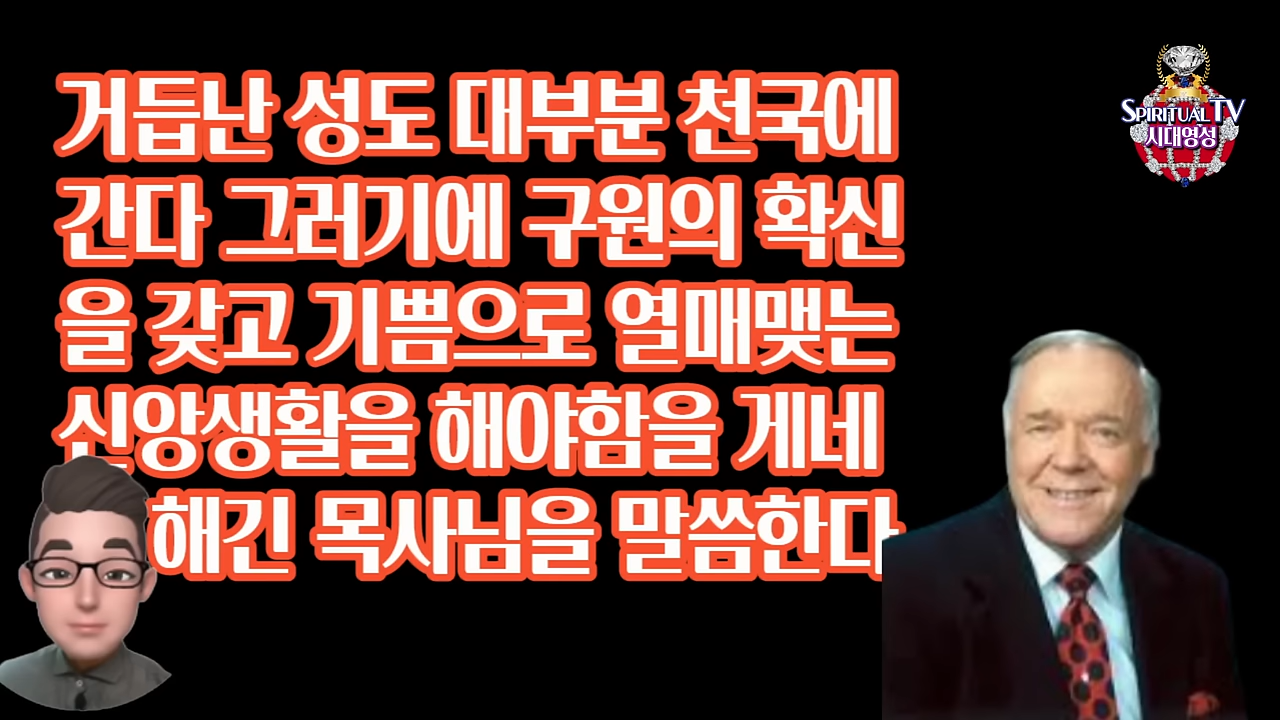 거듭난 성도 대부분 천국에
간다 그러기에 구원의 확신
을 갖고 기쁨으로 열매맺는
신앙생활을 해야함을 게네
해긴 목사님을 말씀한다
SPIRITUAL TV
시대영성